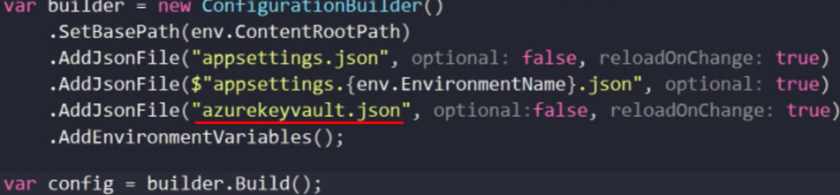 var builder = new ConfigurationBuilder()
.SetBasePath(env.ContentRootPath)
.AddJsonFile("appsettings.json", optional: false, reloadOnChange: true)
.AddJsonFile($"appsettings.{env.EnvironmentName}.json", optional: true)
.AddJsonFile("azurekeyvault.json", optional:false, reloadOnChange: true)
.AddEnvironmentVariables();
var config = builder.Build();